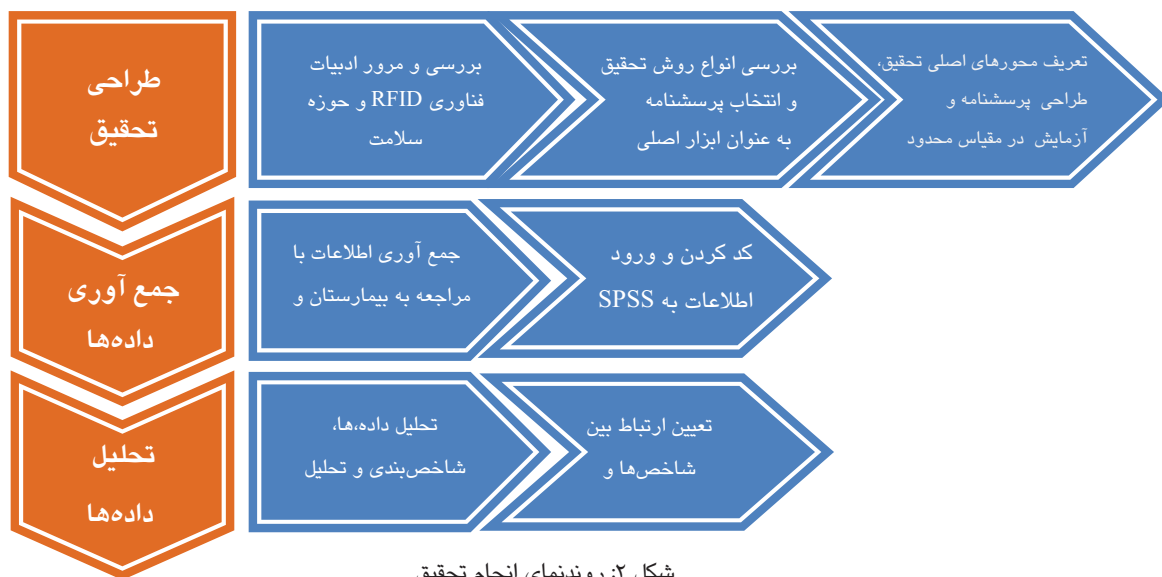 طراحی
تحقیق
بررسی و مرور ادبیات
فناوری RFID و حوزه
سلامت
بررسی انواع روش تحقیق
و انتخاب پرسشنامه
به عنوان ابزار اصلی
تعریف محورهای اصلی تحقیق،
طراحی پرسشنامه و
آزمایش در مقیاس محدود
جمع آوری
داده‌ها
جمع آوری اطلاعات با
مراجعه به بیمارستان و
کد کردن و ورود
اطلاعات به SPSS
تحلیل
داده‌ها
تحلیل داده،ها،
شاخص‌بندی و تحلیل
تعیین ارتباط بین
شاخص‌ها و
شکل ۲: روندنمای انجام تحقیق